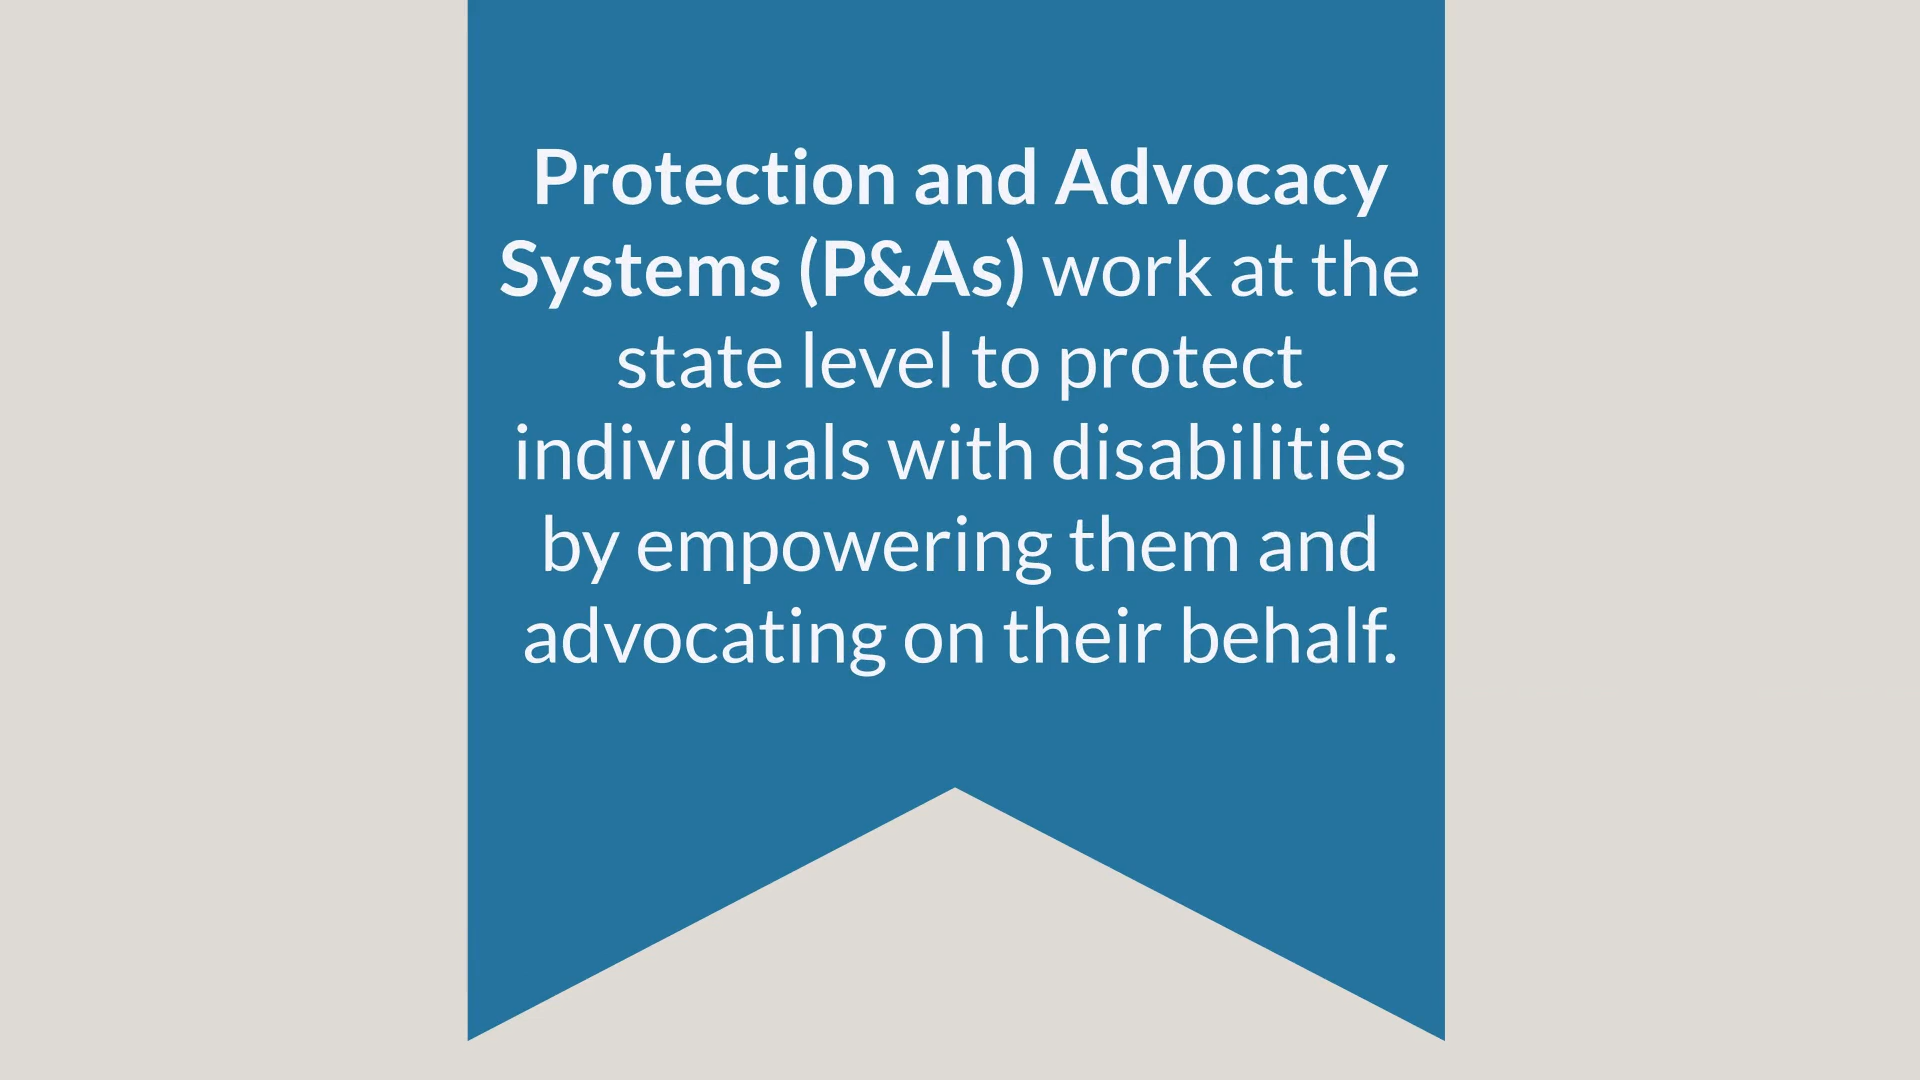 Protection and Advocacy
Systems (P&As) work at the
state level to protect
individuals with disabilities
by empowering them and
advocating on their behalf.